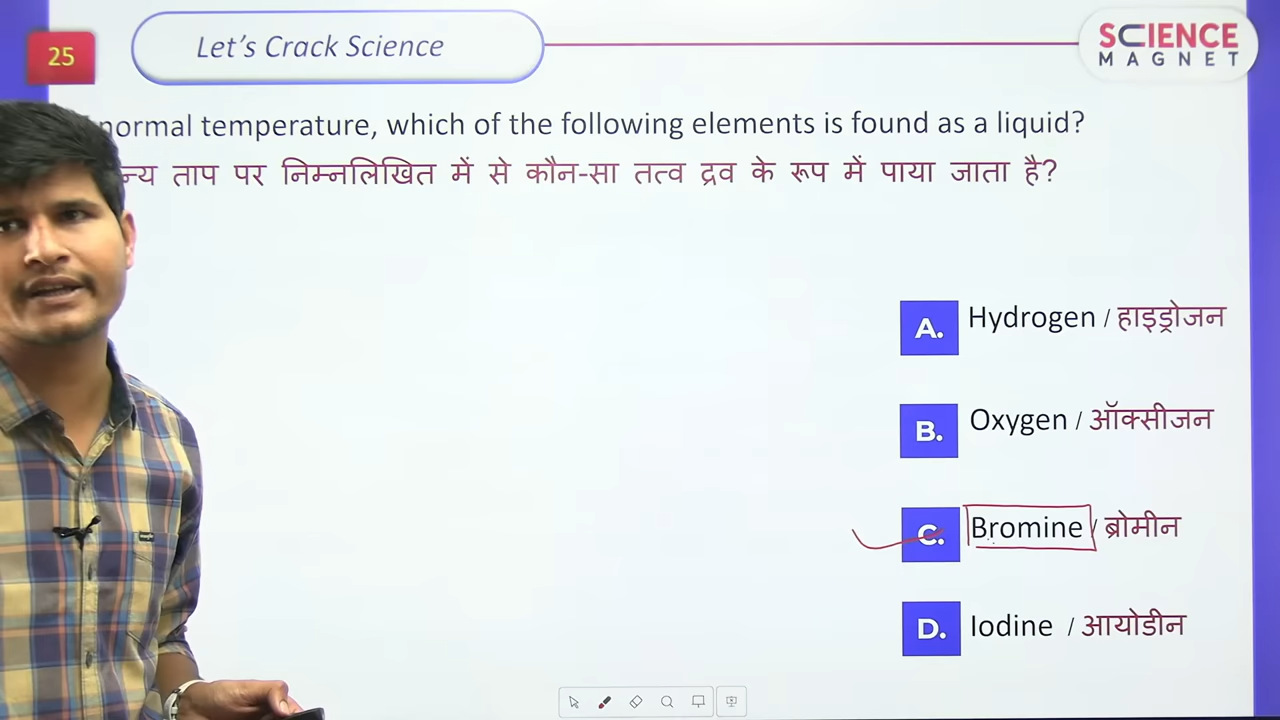 25
Let's Crack Science
SCIENCE
MAGNET
normal temperature, which of the following elements is found as a liquid?
ताप पर निम्नलिखित में से कौन-सा तत्व द्रव के रूप में पाया जाता है?
A. Hydrogen / हाइड्रोजन
B. Oxygen / ऑक्सीजन
C. Bromine / ब्रोमीन
D. Iodine / आयोडीन